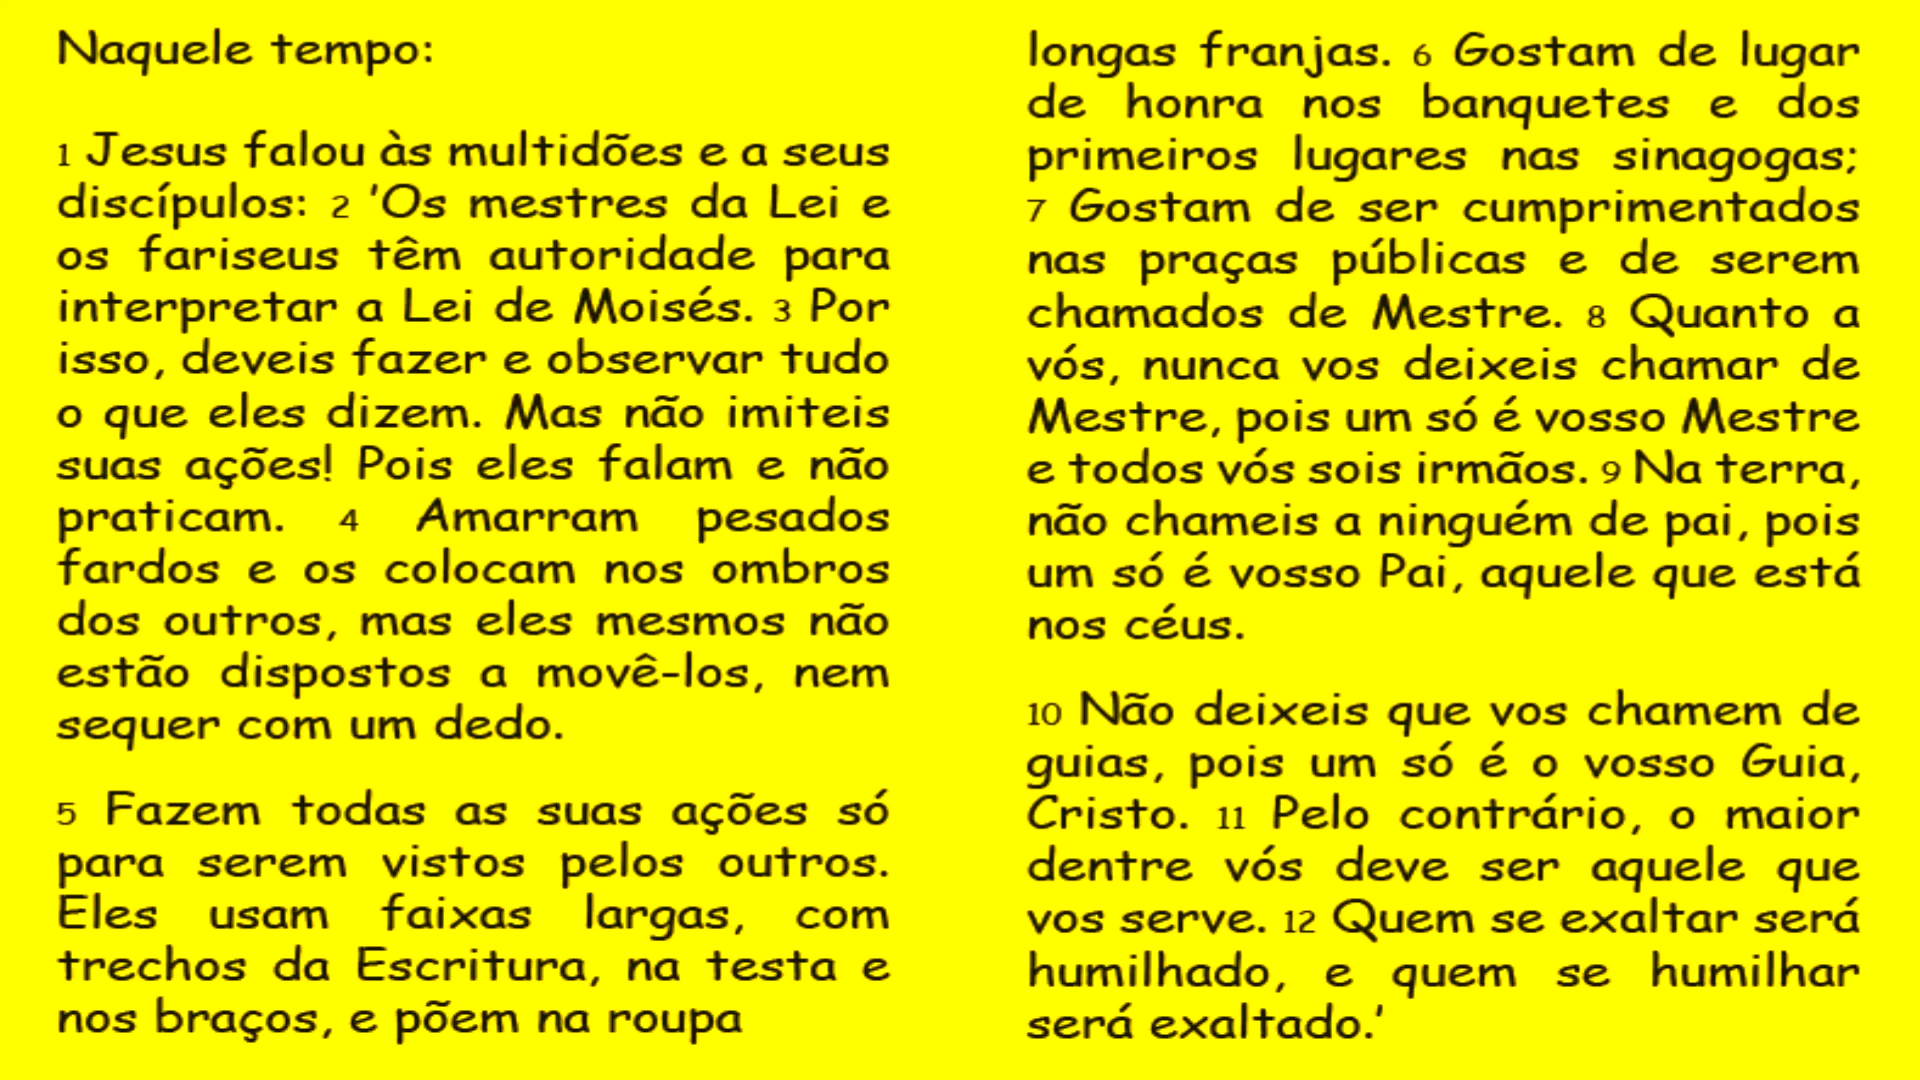 Naquele tempo:
1 Jesus falou às multidões e a seus
discípulos: 2 'Os mestres da Lei e
os fariseus têm autoridade para
interpretar a Lei de Moisés. 3 Por
isso, deveis fazer e observar tudo
o que eles dizem. Mas não imiteis
suas ações! Pois eles falam e não
praticam. 4 Amarram pesados
fardos e os colocam nos ombros
dos outros, mas eles mesmos não
estão dispostos a movê-los, nem
sequer com um dedo.
5 Fazem todas as suas ações só
para serem vistos pelos outros.
Eles usam faixas largas, com
trechos da Escritura, na testa e
nos braços, e põem na roupa
longas franjas. 6 Gostam de lugar
de honra nos banquetes e dos
primeiros lugares nas sinagogas;
7 Gostam de ser cumprimentados
nas praças públicas e de serem
chamados de Mestre. 8 Quanto a
vós, nunca vos deixeis chamar de
Mestre, pois um só é vosso Mestre
e todos vós sois irmãos. 9 Na terra,
não chameis a ninguém de pai, pois
um só é vosso Pai, aquele que está
nos céus.
10 Não deixeis que vos chamem de
guias, pois um só é o vosso Guia,
Cristo. 11 Pelo contrário, o maior
dentre vós deve ser aquele que
vos serve. 12 Quem se exaltar será
humilhado, e quem se humilhar
será exaltado.'